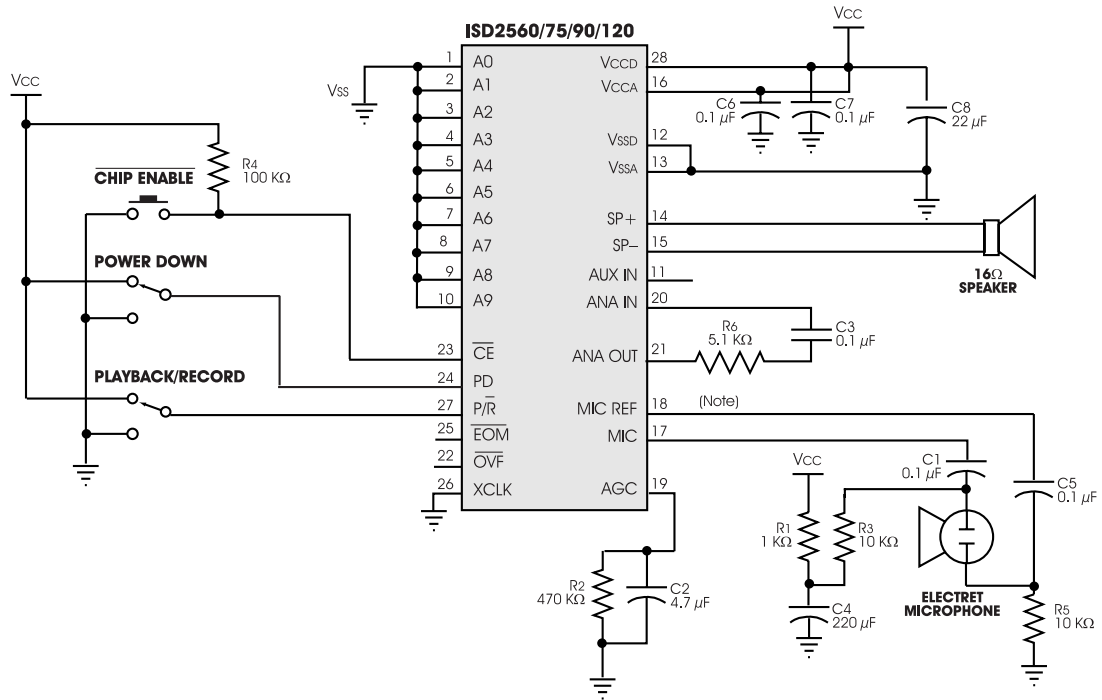 ISD2560/75/90/120
VCC
VCC
VSS
1 A0
2 A1
3 A2
4 A3
5 A4
6 A5
7 A6
8 A7
9 A8
10 A9
23 CE
24 PD
27 P/R
25 EOM
22 OVF
26 XCLK
VCCD 28
VCCA 16
VSSD 12
VSSA 13
SP+ 14
SP– 15
AUX IN 11
ANA IN 20
ANA OUT 21
MIC REF 18
MIC 17
AGC 19
R4
100 KΩ
CHIP ENABLE
POWER DOWN
PLAYBACK/RECORD
C6
0.1 µF
C7
0.1 µF
C8
22 µF
16Ω
SPEAKER
R6
5.1 KΩ
C3
0.1 µF
(Note)
VCC
C1
0.1 µF
C5
0.1 µF
R1
1 KΩ
R3
10 KΩ
ELECTRET
MICROPHONE
C4
220 µF
R5
10 KΩ
R2
470 KΩ
C2
4.7 µF